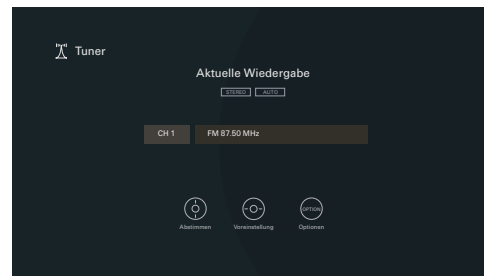 Tuner
Aktuelle Wiedergabe
STEREO AUTO
CH 1 FM 87.50 MHz
OPTION
Abstimmen Voreinstellung Optionen